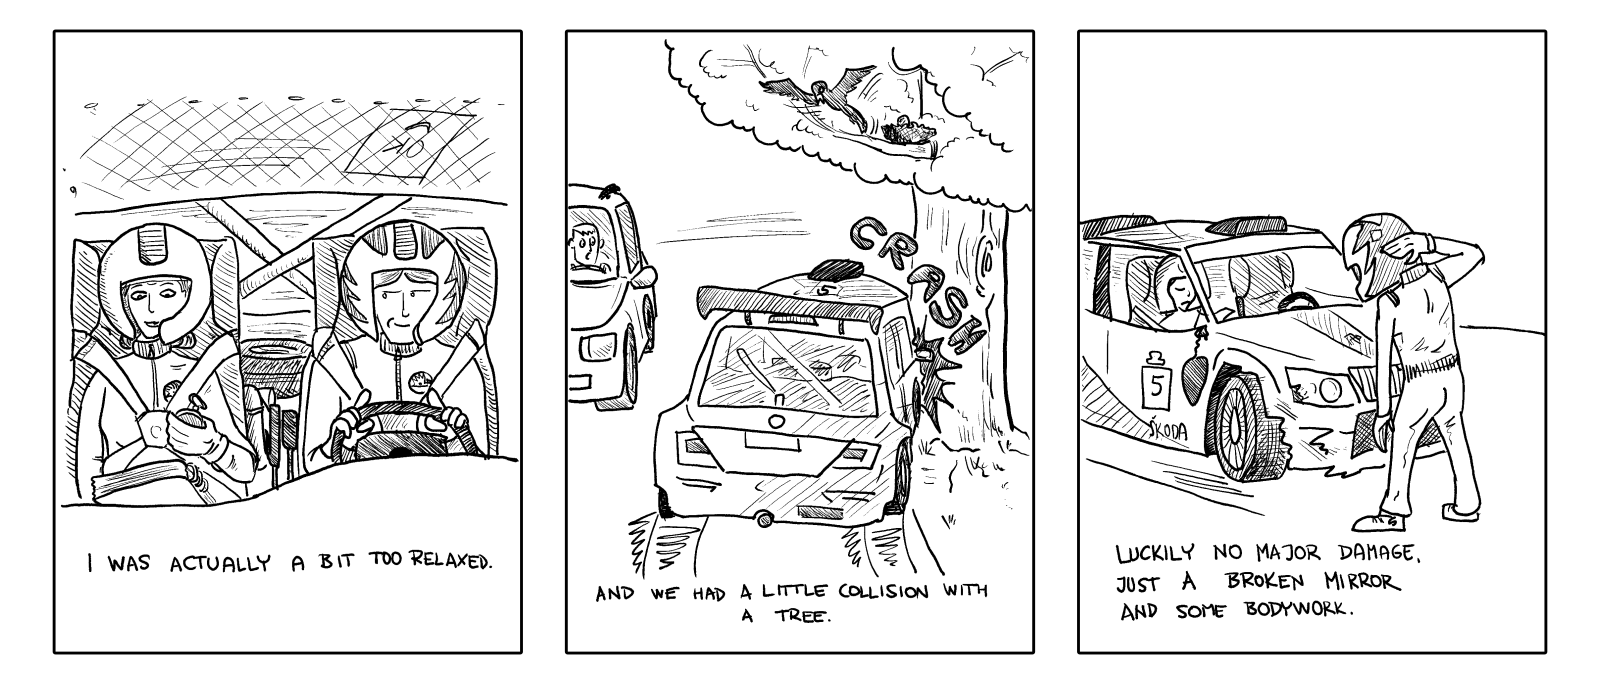 I WAS ACTUALLY A BIT TOO RELAXED.
CRASH
5
AND WE HAD A LITTLE COLLISION WITH
A TREE.
5
ŠKODA
LUCKILY NO MAJOR DAMAGE,
JUST A BROKEN MIRROR
AND SOME BODYWORK.